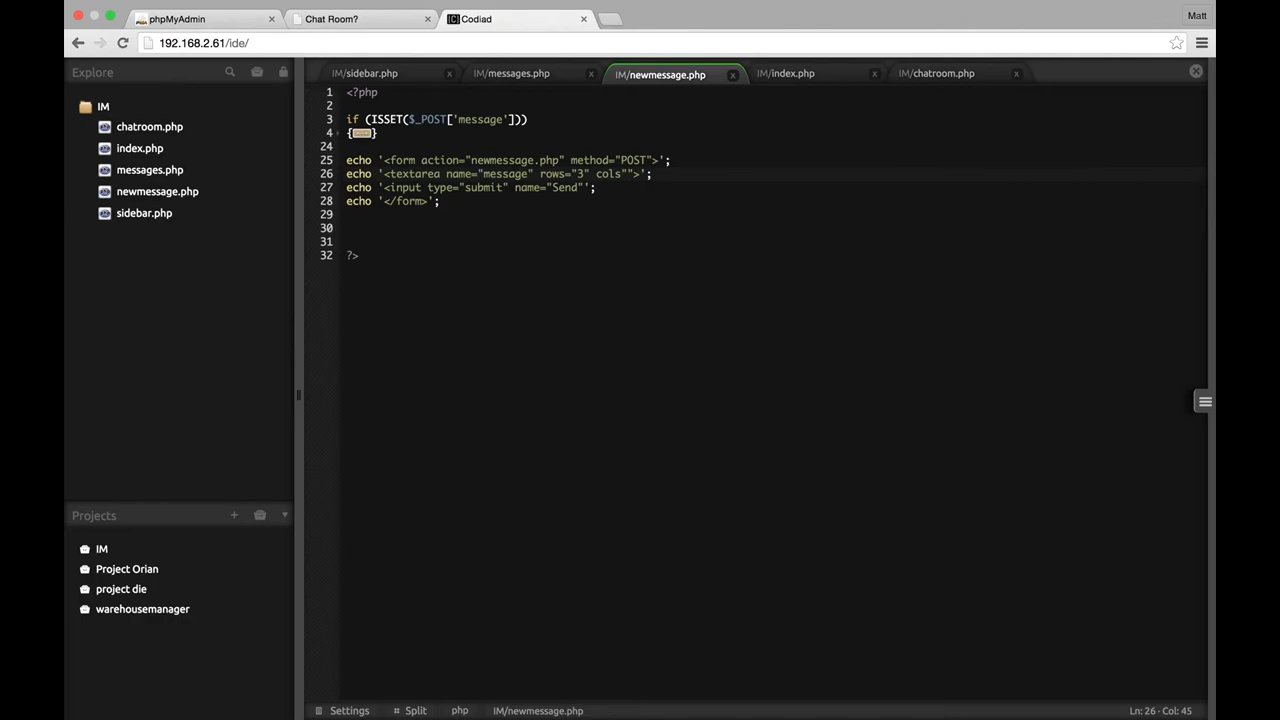 phpMyAdmin
Chat Room?
Codiad
Matt
192.168.2.61/ide/
Explore
IM/sidebar.php
IM/messages.php
IM/newmessage.php
IM/index.php
IM/chatroom.php
IM
chatroom.php
index.php
messages.php
newmessage.php
sidebar.php
1 <?php
2
3 if (ISSET($_POST['message']))
4 {}
24
25 echo '<form action="newmessage.php" method="POST">';
26 echo '<textarea name="message" rows="3" cols"">';
27 echo '<input type="submit" name="Send"';
28 echo '</form>';
29
30
31
32 ?>
Projects
IM
Project Orian
project die
warehousemanager
Settings
Split
php
IM/newmessage.php
Ln: 26 · Col: 45